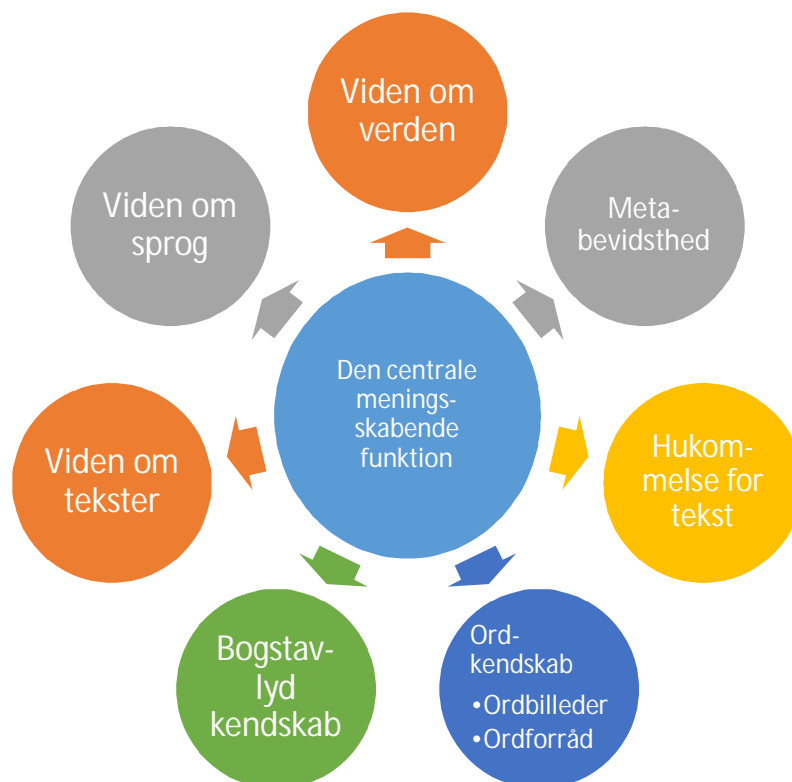 Viden om
verden
Viden om
sprog
Meta-
bevidsthed
Den centrale
menings-
skabende
funktion
Viden om
tekster
Hukom-
melse for
tekst
Bogstav-
lyd
kendskab
Ord-
kendskab
•Ordbilleder
•Ordforråd